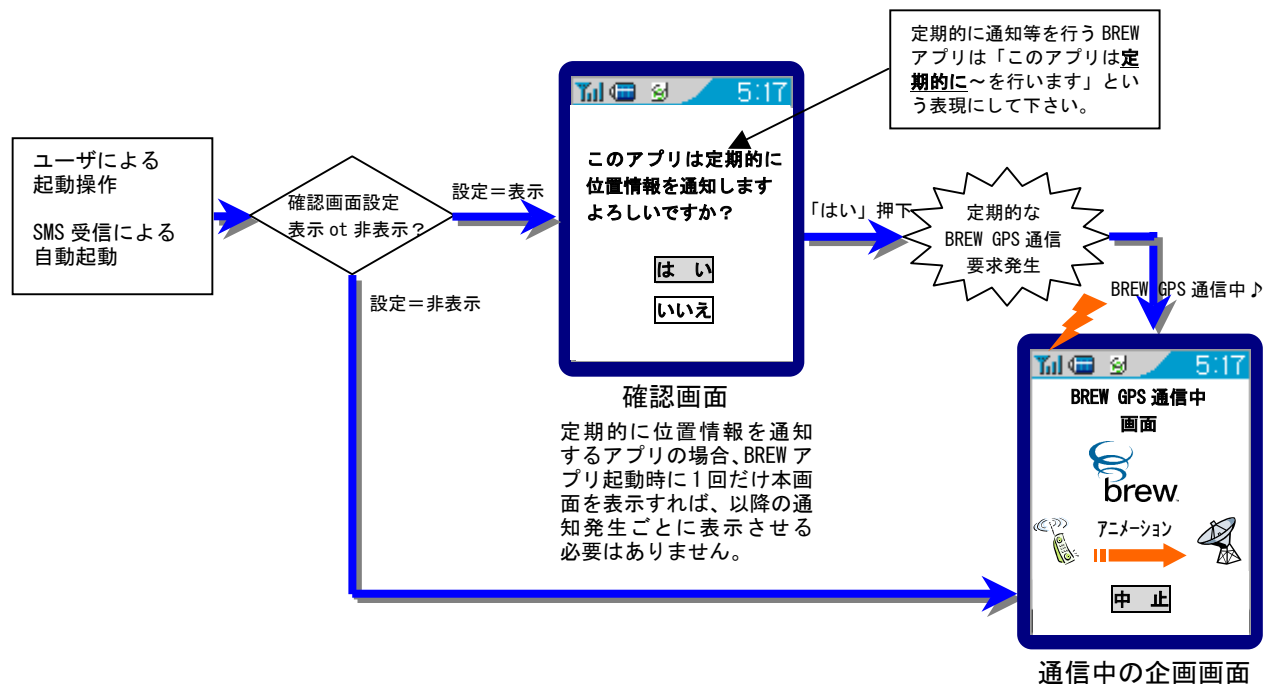 定期的に通知等を行う BREW
アプリは「このアプリは定
期的に～を行います」とい
う表現にして下さい。
ユーザによる
起動操作
SMS 受信による
自動起動
確認画面設定
表示 ot 非表示？
設定＝表示
設定＝非表示
5:17
このアプリは定期的に
位置情報を通知します
よろしいですか？
は い
いいえ
確認画面
定期的に位置情報を通知
するアプリの場合、BREW ア
プリ起動時に１回だけ本画
面を表示すれば、以降の通
知発生ごとに表示させる
必要はありません。
「はい」押下
定期的な
BREW GPS 通信
要求発生
BREW GPS 通信中♪
5:17
BREW GPS 通信中
画面
brew
アニメーション
中 止
通信中の企画画面